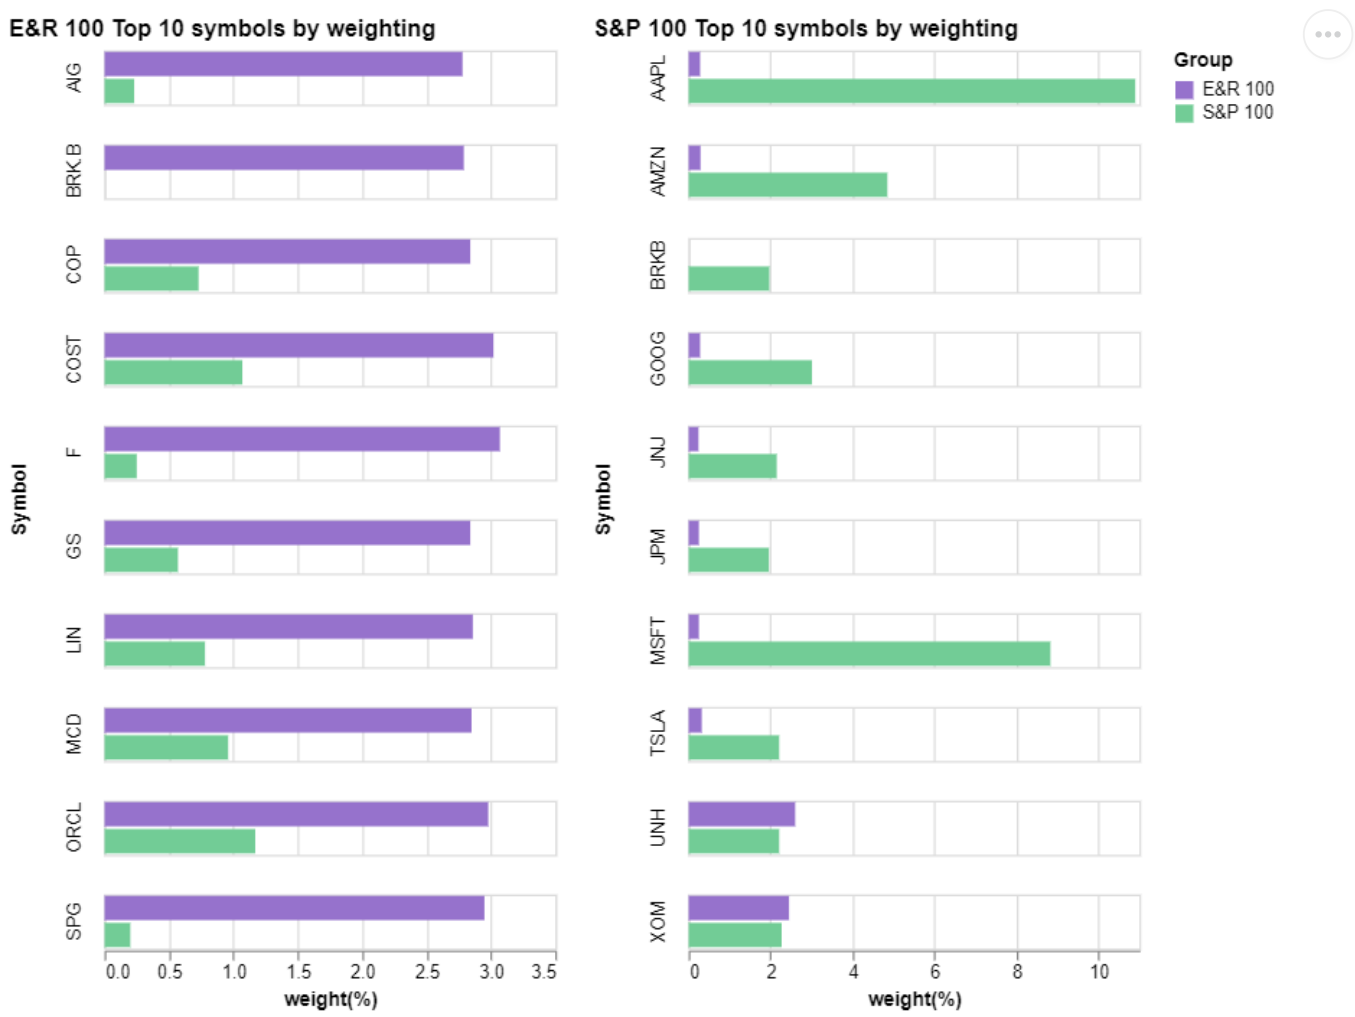 E&R 100 Top 10 symbols by weighting
AIG
BRK.B
COP
COST
F
GS
LIN
MCD
ORCL
SPG
Symbol
0.0 0.5 1.0 1.5 2.0 2.5 3.0 3.5
weight(%)
S&P 100 Top 10 symbols by weighting
AAPL
AMZN
BRKB
GOOG
JNJ
JPM
MSFT
TSLA
UNH
XOM
Symbol
0 2 4 6 8 10
weight(%)
Group
E&R 100
S&P 100